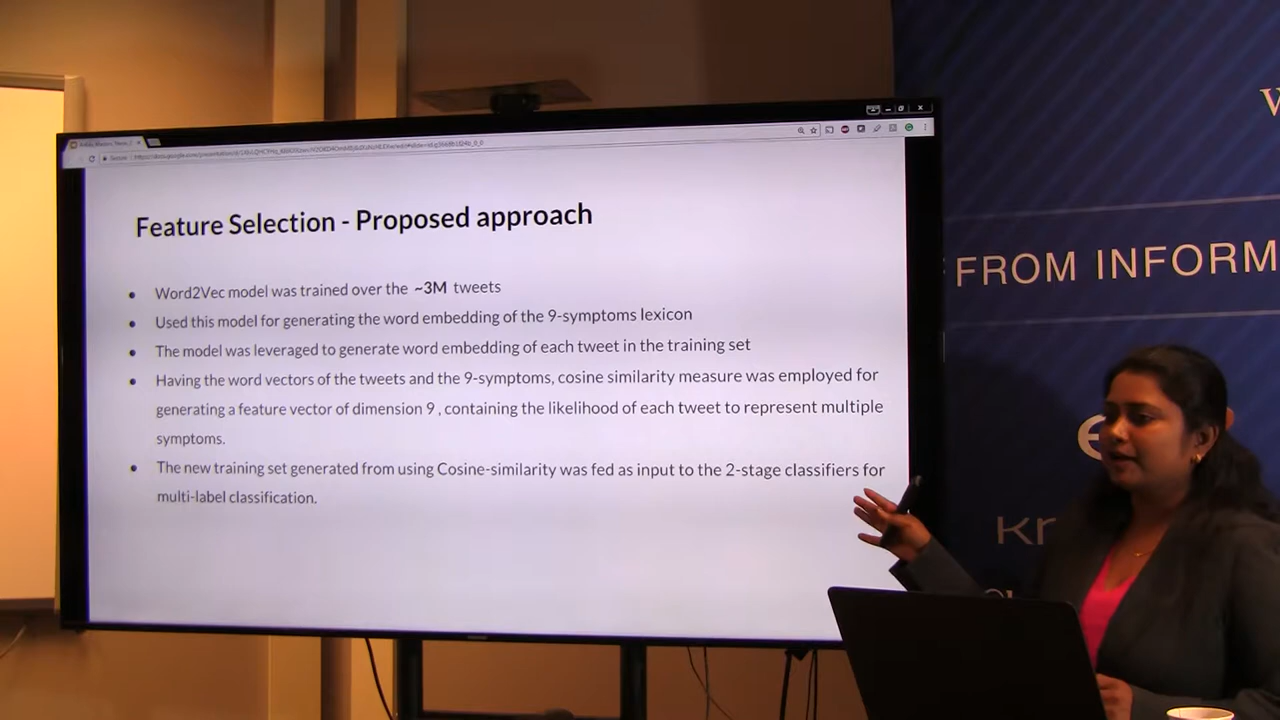 Feature Selection - Proposed approach
● Word2Vec model was trained over the ~3M tweets
● Used this model for generating the word embedding of the 9-symptoms lexicon
● The model was leveraged to generate word embedding of each tweet in the training set
● Having the word vectors of the tweets and the 9-symptoms, cosine similarity measure was employed for
generating a feature vector of dimension 9 , containing the likelihood of each tweet to represent multiple
symptoms.
● The new training set generated from using Cosine-similarity was fed as input to the 2-stage classifiers for
multi-label classification.
W
FROM INFORM
e
kn